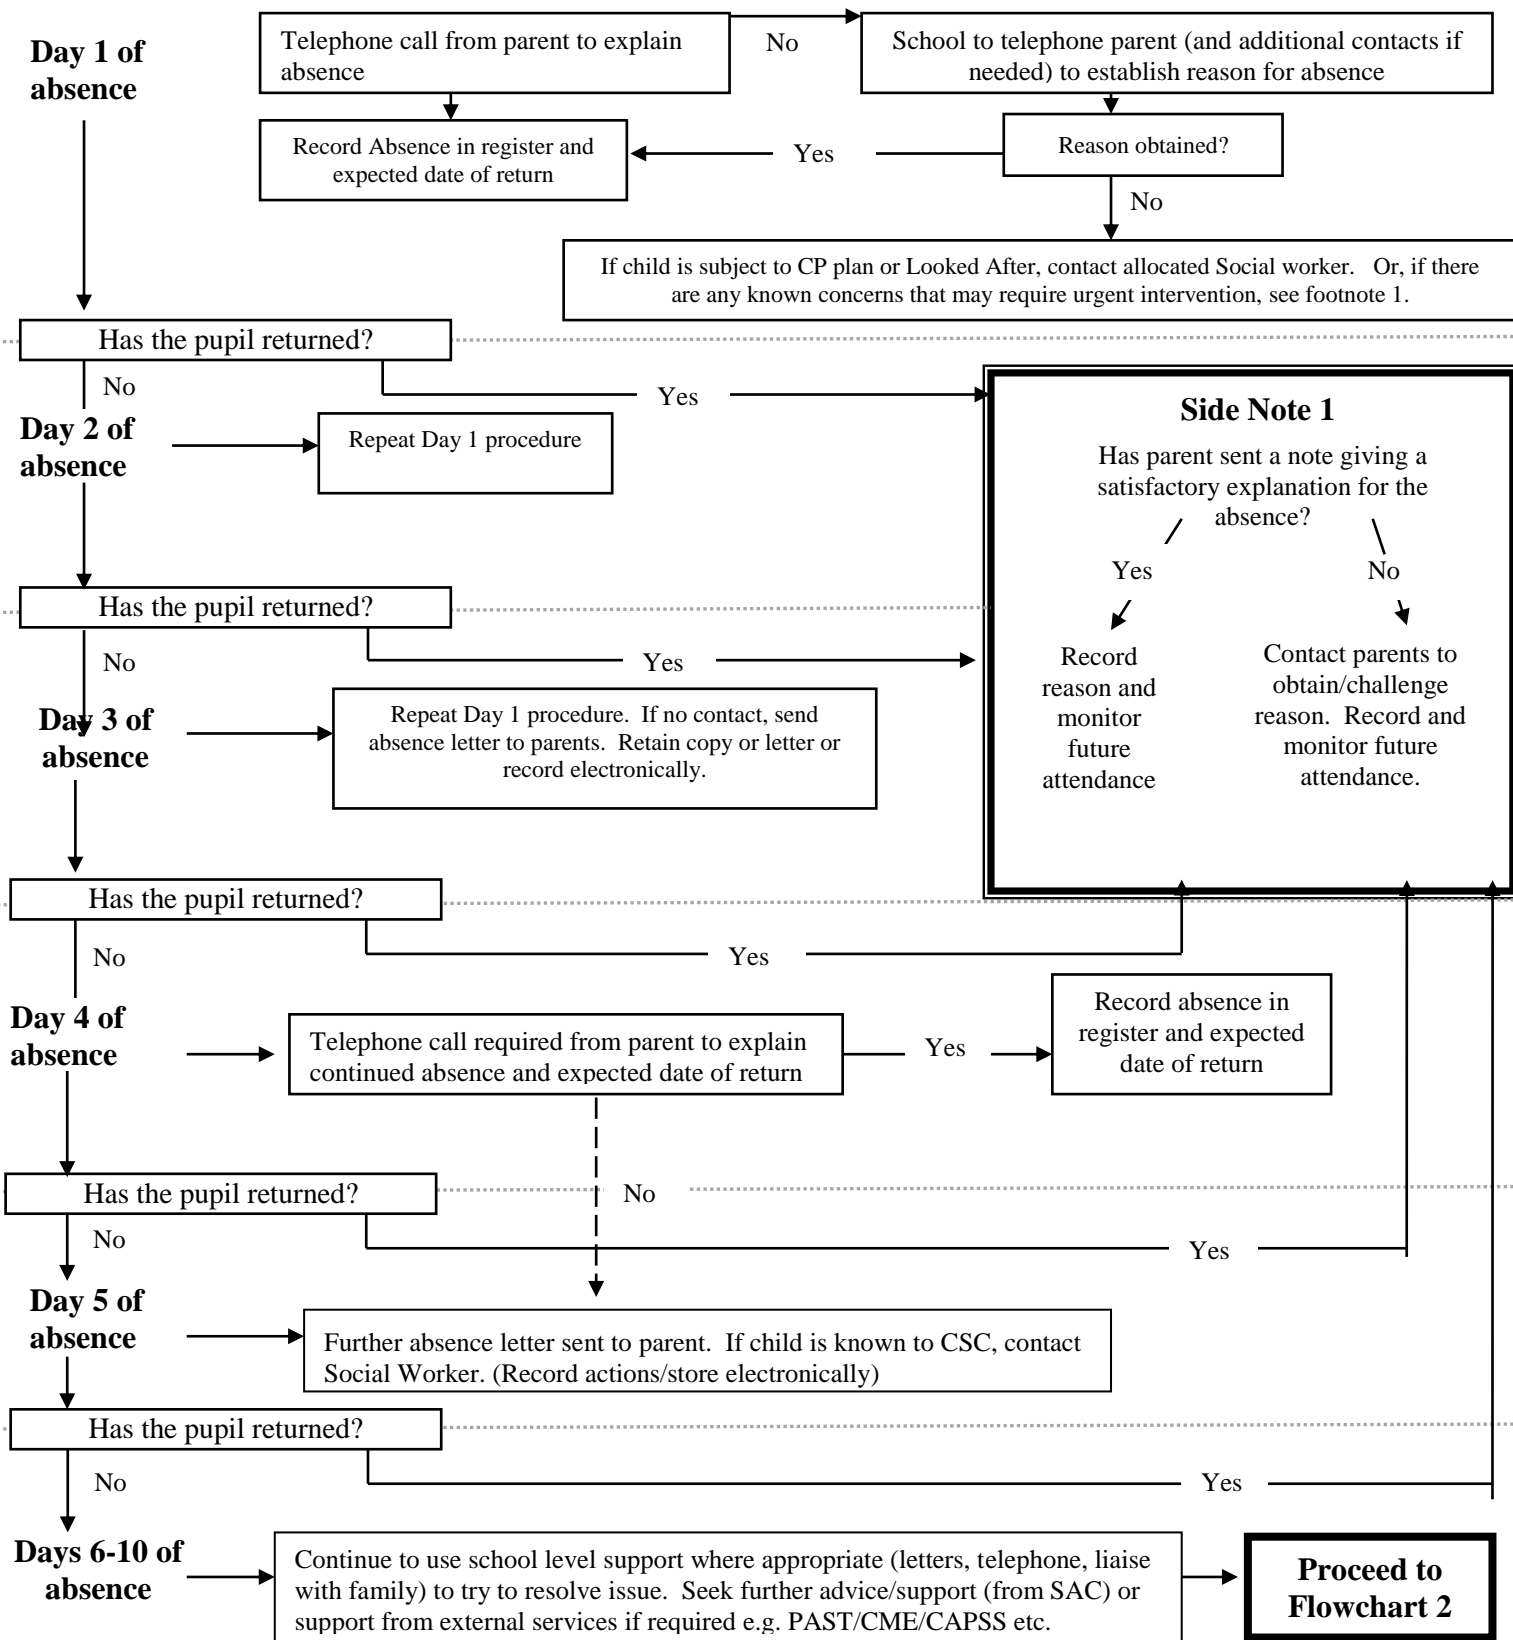 Day 1 of
absence
Telephone call from parent to explain
absence
No
School to telephone parent (and additional contacts if
needed) to establish reason for absence
Record Absence in register and
expected date of return
Yes
Reason obtained?
No
If child is subject to CP plan or Looked After, contact allocated Social worker. Or, if there
are any known concerns that may require urgent intervention, see footnote 1.
Has the pupil returned?
No
Yes
Day 2 of
absence
Repeat Day 1 procedure
Side Note 1
Has parent sent a note giving a
satisfactory explanation for the
absence?
Yes
No
Record
reason and
monitor
future
attendance
Contact parents to
obtain/challenge
reason. Record and
monitor future
attendance.
Has the pupil returned?
No
Yes
Day 3 of
absence
Repeat Day 1 procedure. If no contact, send
absence letter to parents. Retain copy or letter or
record electronically.
Has the pupil returned?
No
Yes
Day 4 of
absence
Telephone call required from parent to explain
continued absence and expected date of return
Yes
Record absence in
register and expected
date of return
Has the pupil returned?
No
No
Yes
Day 5 of
absence
Further absence letter sent to parent. If child is known to CSC, contact
Social Worker. (Record actions/store electronically)
Has the pupil returned?
No
Yes
Days 6-10 of
absence
Continue to use school level support where appropriate (letters, telephone, liaise
with family) to try to resolve issue. Seek further advice/support (from SAC) or
support from external services if required e.g. PAST/CME/CAPSS etc.
Proceed to
Flowchart 2